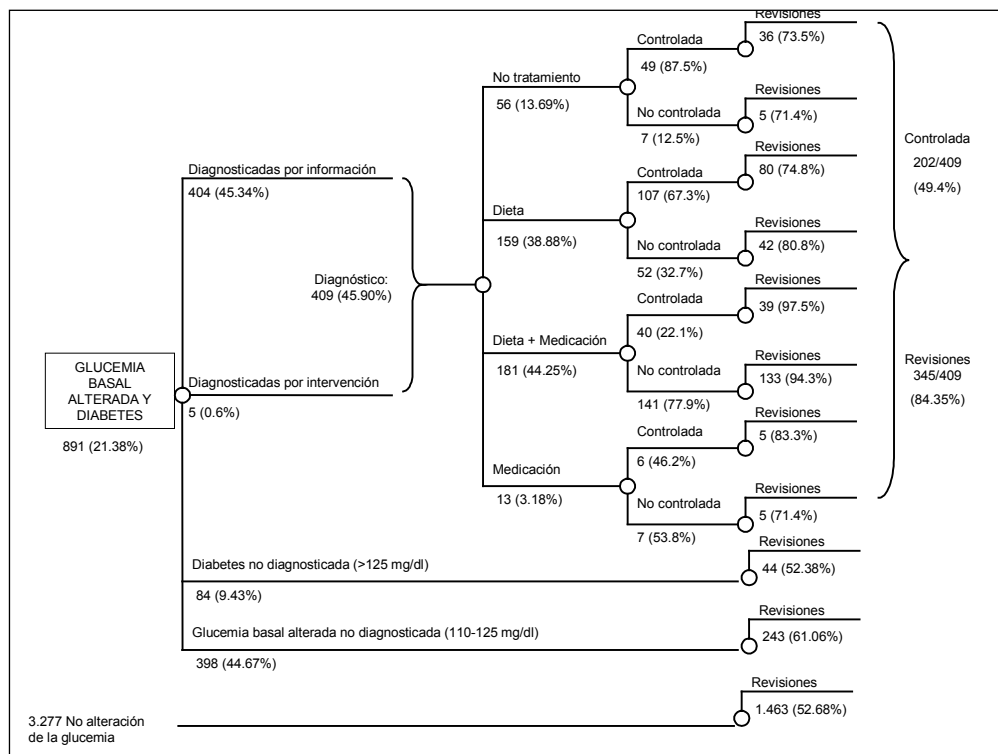 Revisiones
36 (73.5%)
Controlada
49 (87.5%)
No tratamiento
56 (13.69%)
Revisiones
5 (71.4%)
No controlada
7 (12.5%)
Controlada
202/409
(49.4%)
Revisiones
80 (74.8%)
Controlada
107 (67.3%)
Diagnosticadas por información
404 (45.34%)
Dieta
159 (38.88%)
Revisiones
42 (80.8%)
No controlada
52 (32.7%)
Diagnóstico:
409 (45.90%)
Revisiones
39 (97.5%)
Controlada
40 (22.1%)
Dieta + Medicación
181 (44.25%)
Revisiones
133 (94.3%)
No controlada
141 (77.9%)
Revisiones
345/409
(84.35%)
GLUCEMIA
BASAL
ALTERADA Y
DIABETES
891 (21.38%)
Diagnosticadas por intervención
5 (0.6%)
Revisiones
5 (83.3%)
Controlada
6 (46.2%)
Medicación
13 (3.18%)
Revisiones
5 (71.4%)
No controlada
7 (53.8%)
Revisiones
44 (52.38%)
Diabetes no diagnosticada (>125 mg/dl)
84 (9.43%)
Revisiones
243 (61.06%)
Glucemia basal alterada no diagnosticada (110-125 mg/dl)
398 (44.67%)
Revisiones
1.463 (52.68%)
3.277 No alteración
de la glucemia